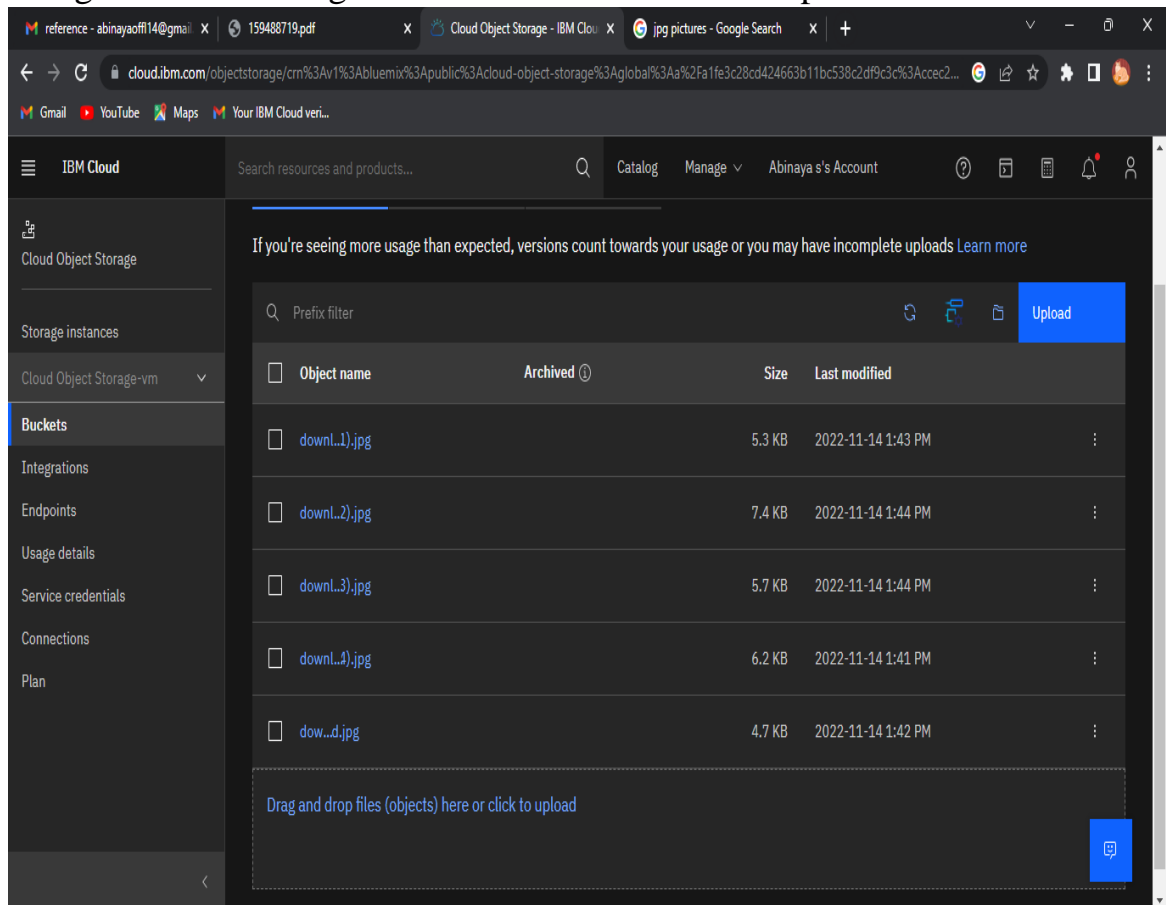 reference - abinayaoffl14@gmail X 159488719.pdf X Cloud Object Storage - IBM Clou X jpg pictures - Google Search X +
cloud.ibm.com/objectstorage/crn%3Av1%3Abluemix%3Apublic%3Acloud-object-storage%3Aglobal%3Aa%2Fa1fe3c28cd424663b11bc538c2df9c3c%3Accec2...
Gmail YouTube Maps Your IBM Cloud veri...
IBM Cloud Search resources and products... Catalog Manage Abinaya s's Account
Cloud Object Storage
If you're seeing more usage than expected, versions count towards your usage or you may have incomplete uploads Learn more
Storage instances
Cloud Object Storage-vm
Buckets
Integrations
Endpoints
Usage details
Service credentials
Connections
Plan
Prefix filter Upload
Object name Archived Size Last modified
downl...1).jpg 5.3 KB 2022-11-14 1:43 PM
downl...2).jpg 7.4 KB 2022-11-14 1:44 PM
downl...3).jpg 5.7 KB 2022-11-14 1:44 PM
downl...4).jpg 6.2 KB 2022-11-14 1:41 PM
dow...d.jpg 4.7 KB 2022-11-14 1:42 PM
Drag and drop files (objects) here or click to upload